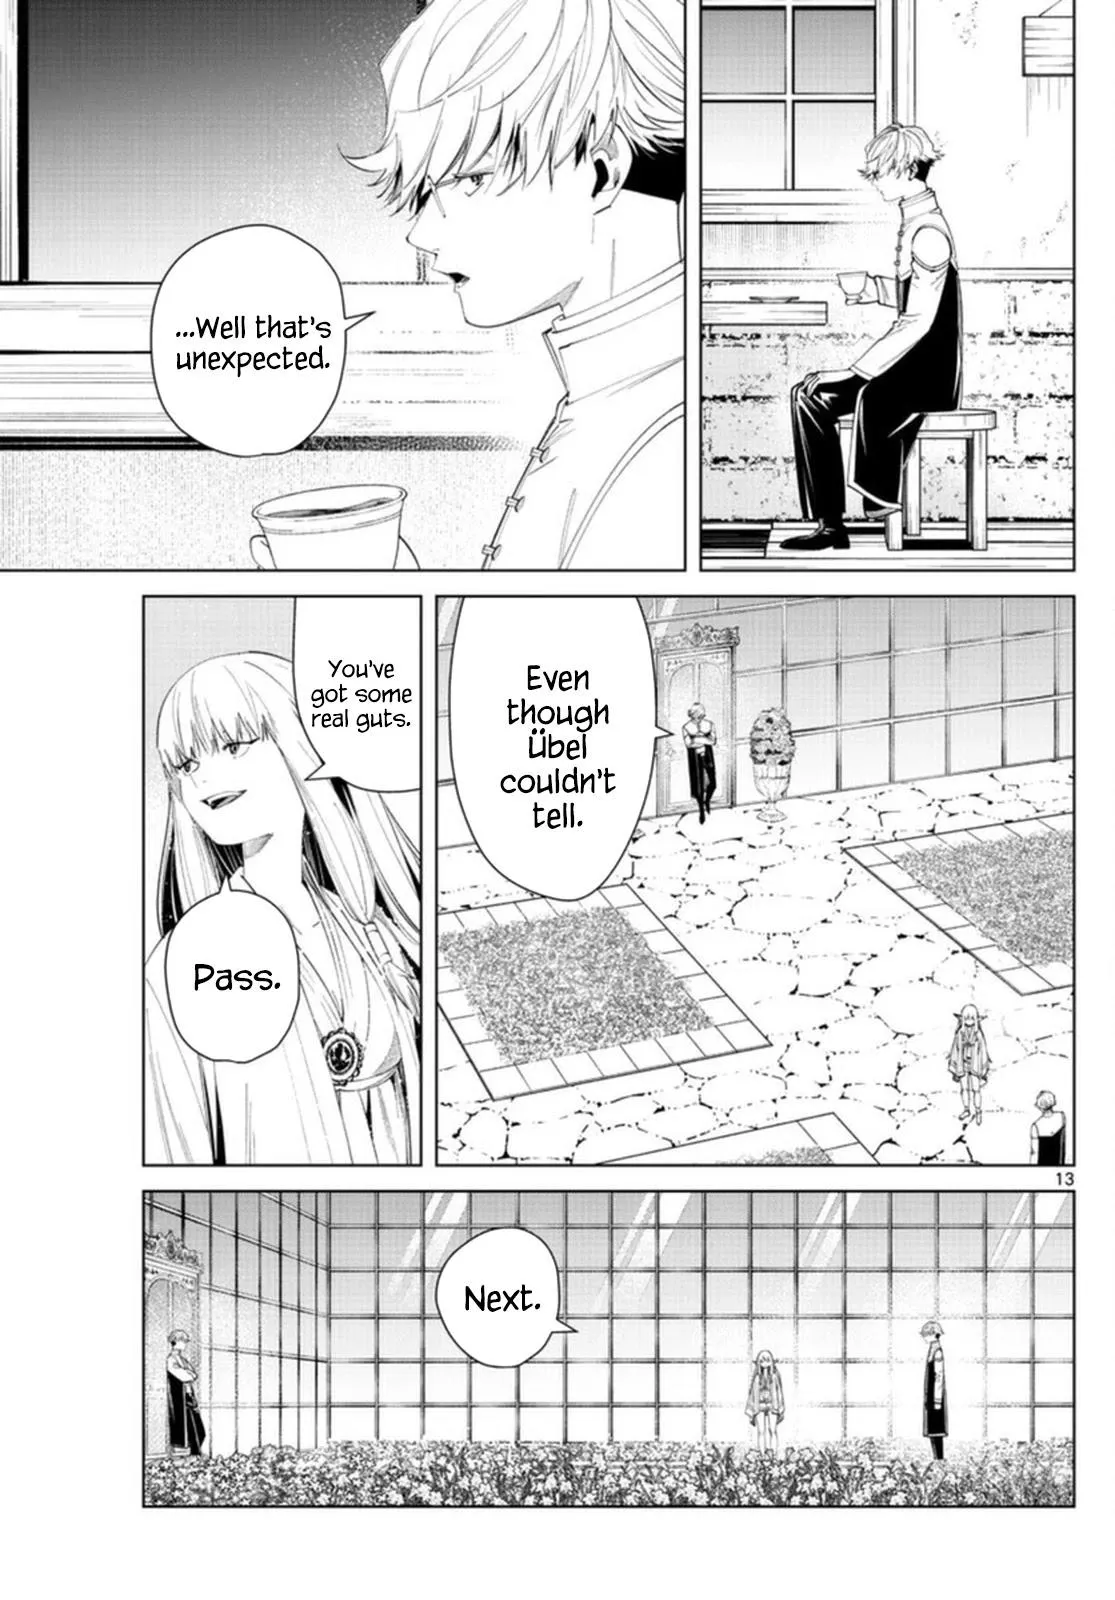 ...Well that's
unexpected.
Even
though
Übel
couldn't
tell.
You've
got some
real guts.
Pass.
13
Next.